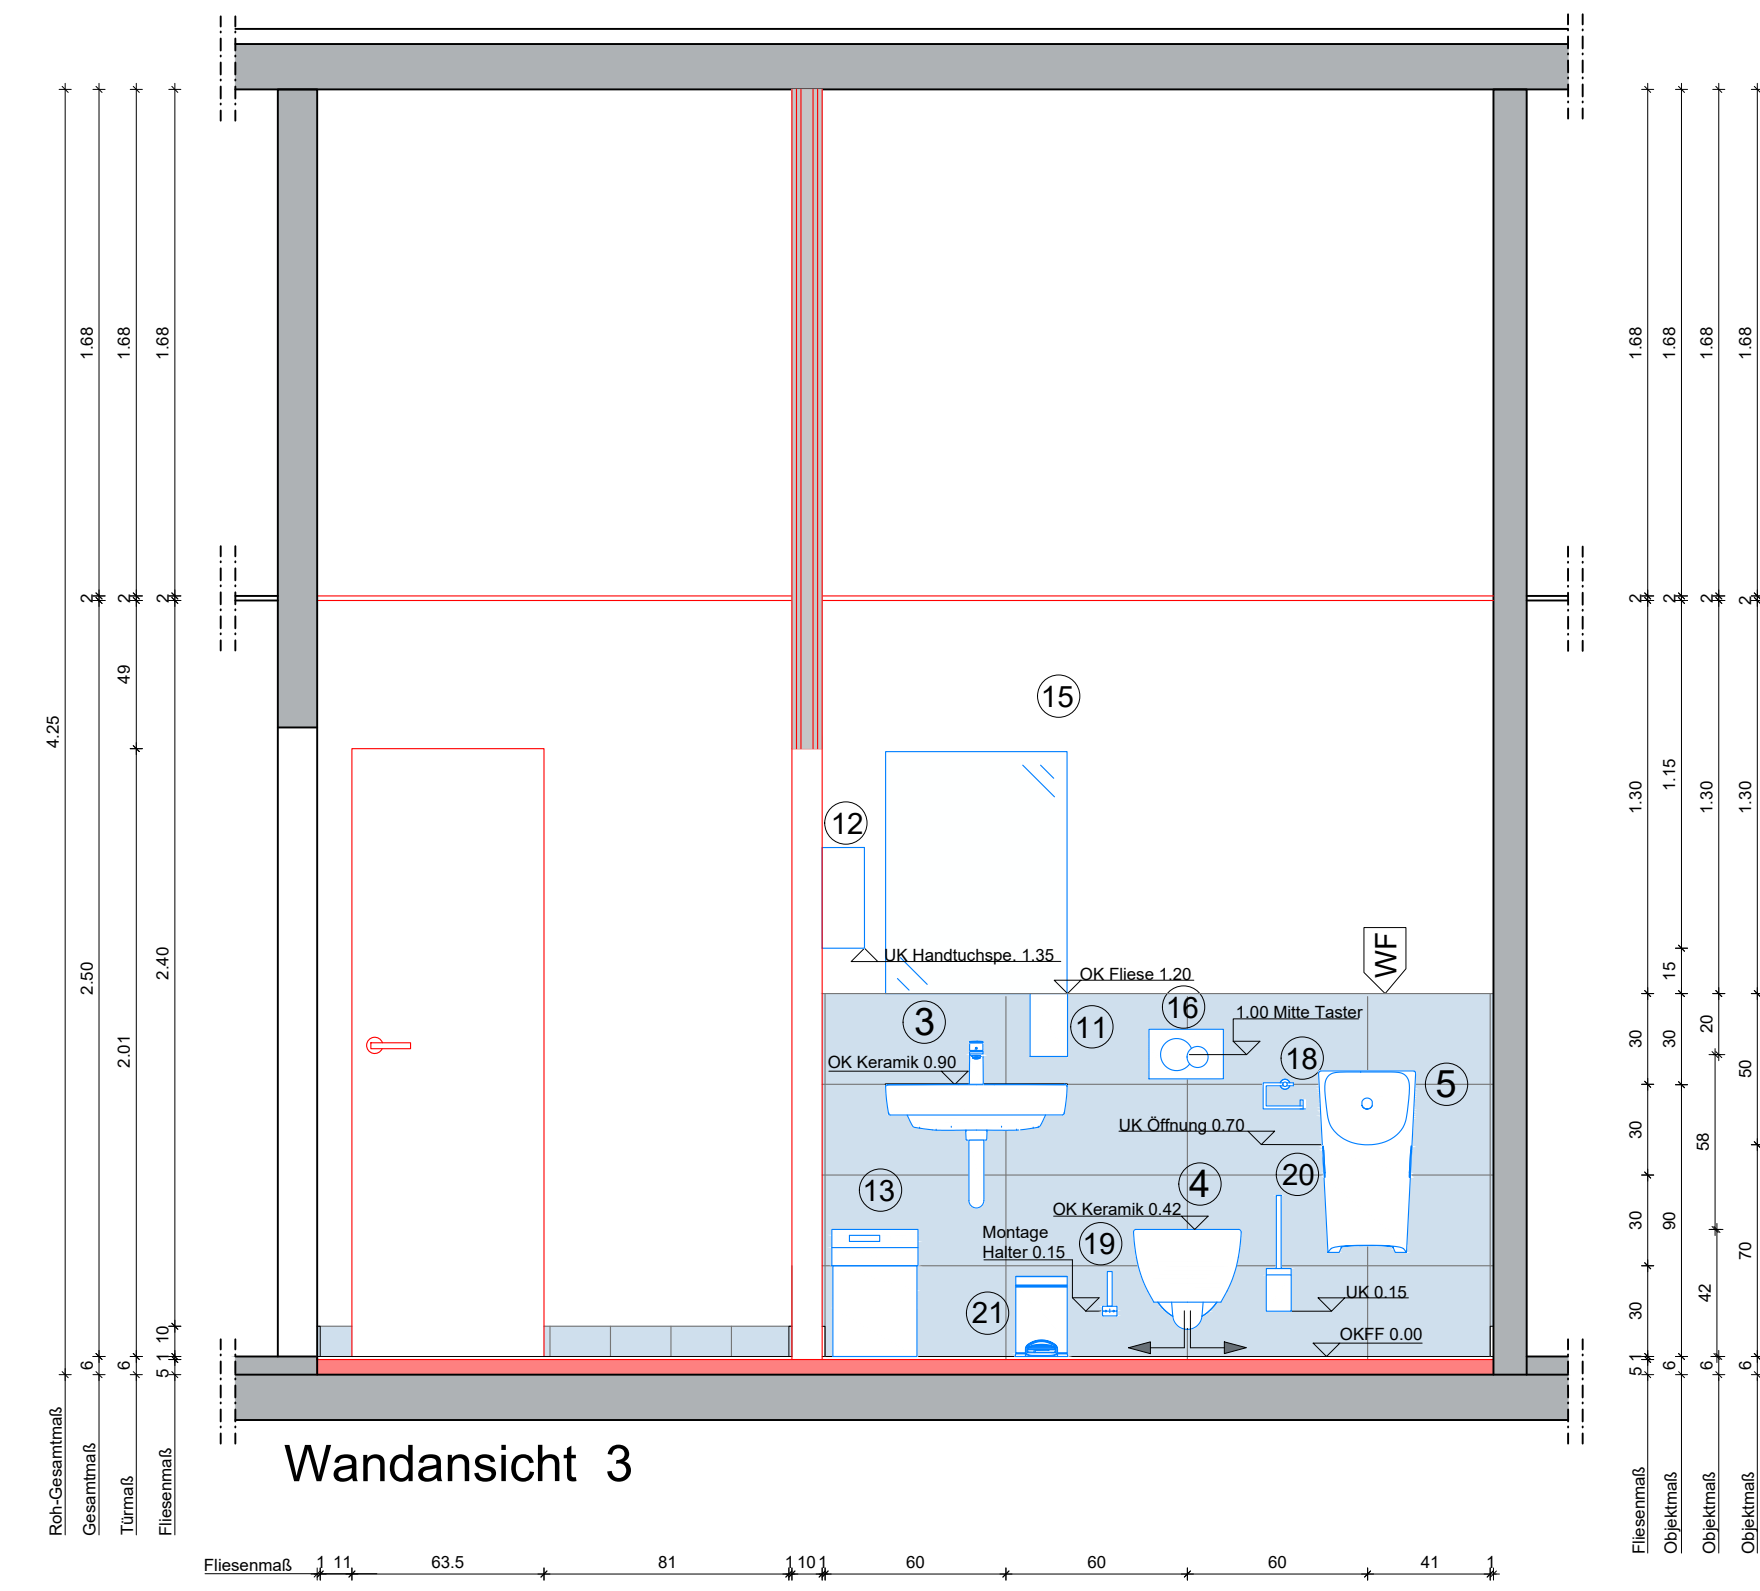 1.68
1.68
1.68
1.68
1.68
1.68
1.68
2
2
2
2
2
2
2
49
4.25
15
1.30
1.15
1.30
1.30
12
2.50
2.40
UK Handtuchspe. 1.35
WF
OK Fliese 1.20
15
3
11
16
1.00 Mitte Taster
20
2.01
OK Keramik 0.90
18
5
30
30
50
UK Öffnung 0.70
30
58
13
4
20
OK Keramik 0.42
Montage
Halter 0.15
19
30
90
70
21
UK 0.15
42
30
OKFF 0.00
10
1
5
6
6
1
5
6
6
6
Wandansicht 3
Roh-Gesamtmaß
Gesamtmaß
Türmaß
Fliesenmaß
Fliesenmaß
Objektmaß
Objektmaß
Objektmaß
Fliesenmaß 1 11 63.5 81 1 10 1 60 60 60 41 1